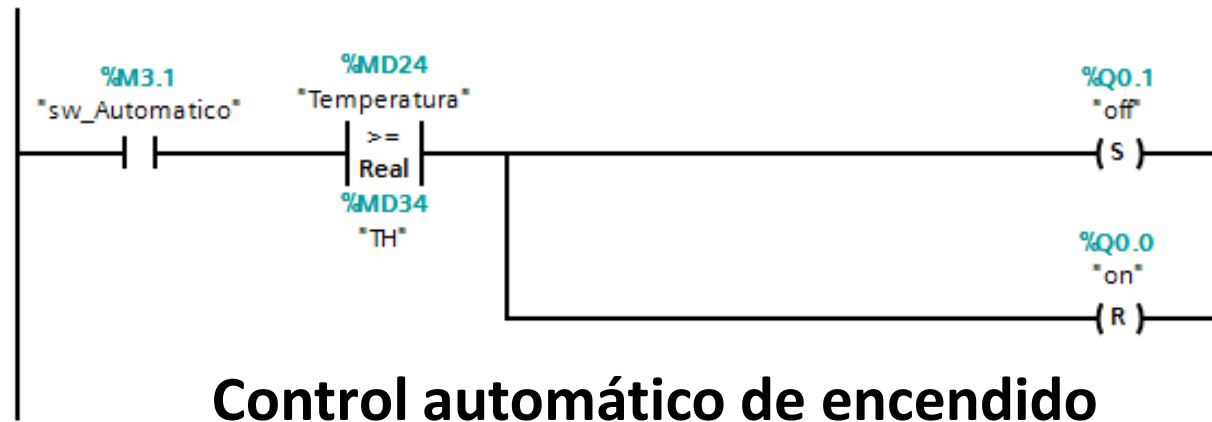 %M3.1
"sw_Automatico"
%MD24
"Temperatura"
>=
Real
%MD34
"TH"
%Q0.1
"off"
S
%Q0.0
"on"
R
Control automático de encendido